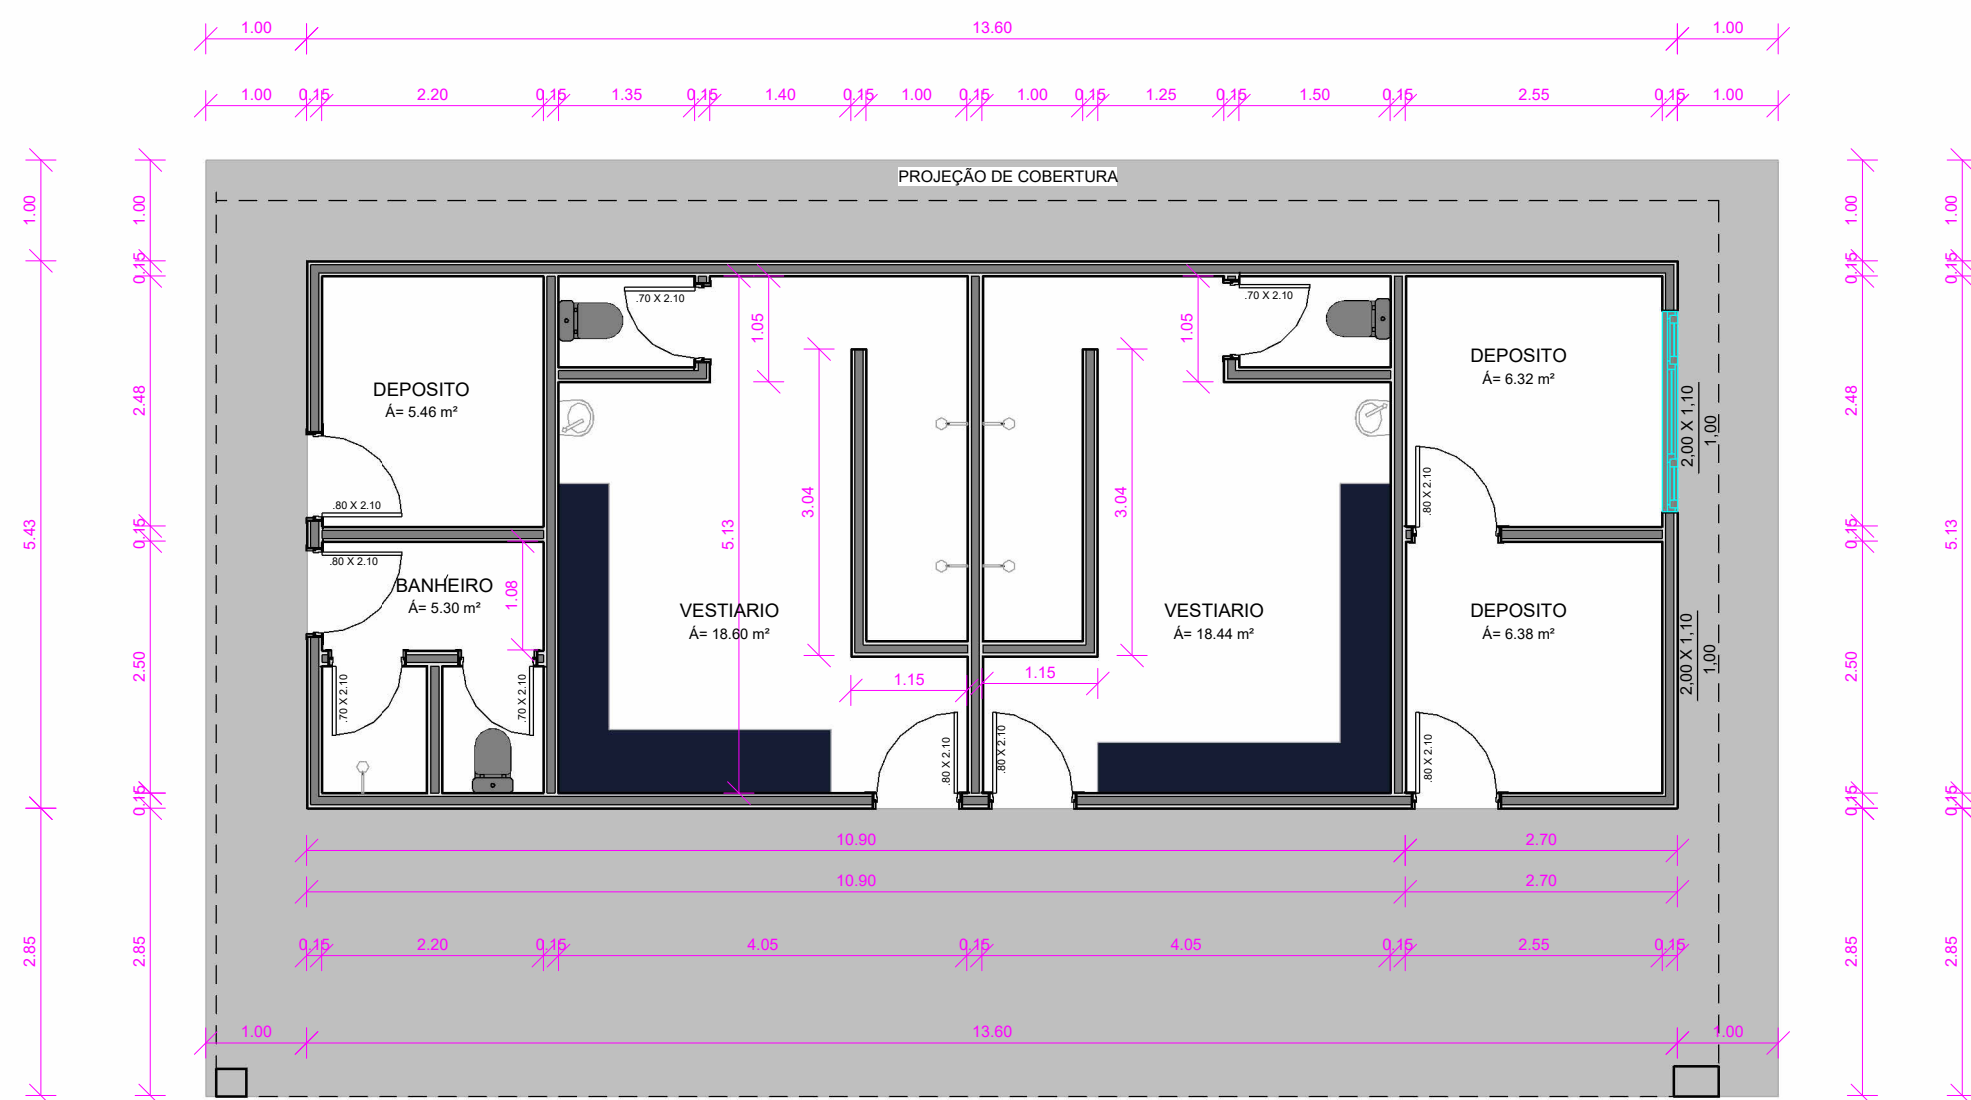 1.00 13.60 1.00
1.00 0.15 2.20 0.15 1.35 0.15 1.40 0.15 1.00 0.15 1.00 0.15 1.25 0.15 1.50 0.15 2.55 0.15 1.00
PROJEÇÃO DE COBERTURA
1.00
5.43
2.85
1.00
0.15
2.48
0.15
2.50
0.15
2.85
DEPOSITO
Á= 5.46 m²
.80 X 2.10
.80 X 2.10
BANHEIRO
Á= 5.30 m²
1.08
.70 X 2.10
.70 X 2.10
.70 X 2.10
1.05
5.13
3.04
VESTIARIO
Á= 18.60 m²
1.15
.80 X 2.10
.70 X 2.10
1.05
3.04
VESTIARIO
Á= 18.44 m²
1.15
.80 X 2.10
DEPOSITO
Á= 6.32 m²
.80 X 2.10
2,00 X 1,10
1,00
DEPOSITO
Á= 6.38 m²
.80 X 2.10
2,00 X 1,10
1,00
1.00
0.15
2.48
0.15
2.50
0.15
2.85
1.00
5.13
0.15
2.85
10.90 2.70
10.90 2.70
0.15 2.20 0.15 4.05 0.15 4.05 0.15 2.55 0.15
1.00 13.60 1.00